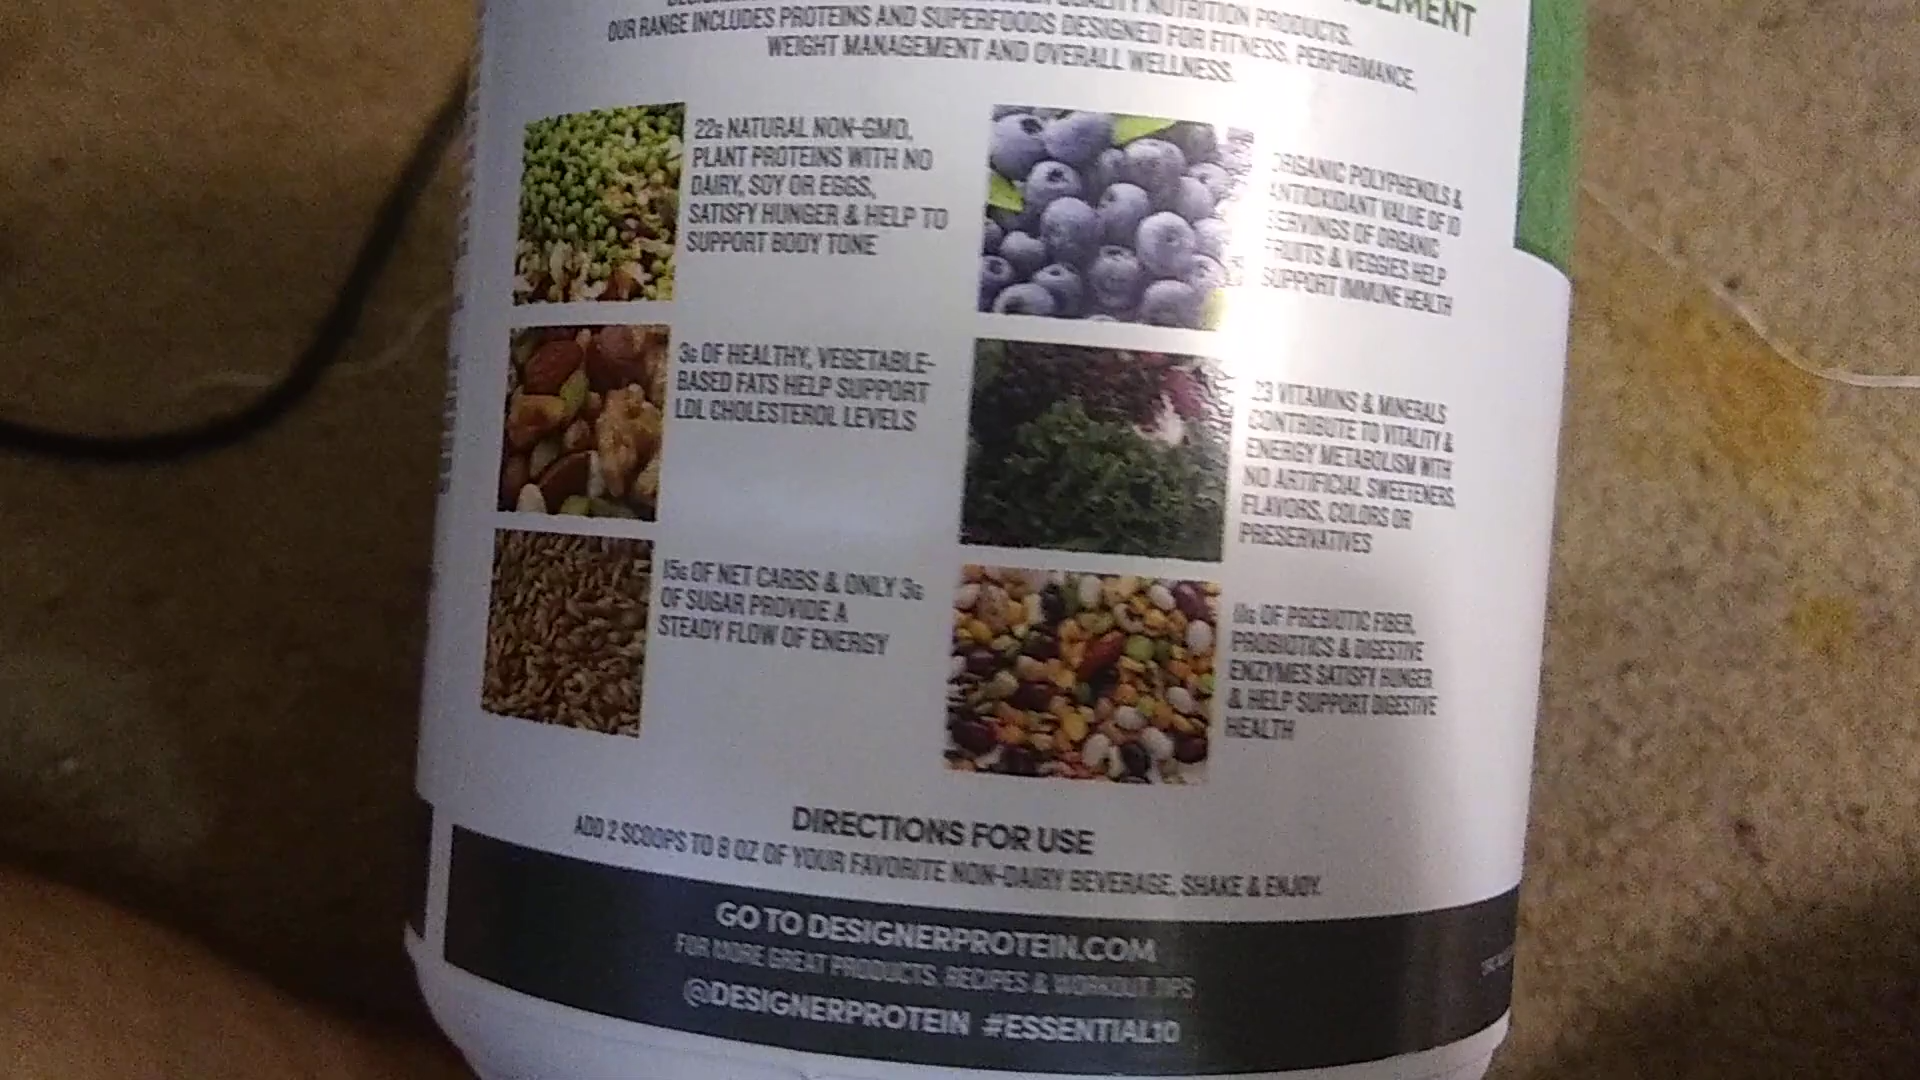 CEMENT
QUALITY NUTRITION PRODUCTS.
OUR RANGE INCLUDES PROTEINS AND SUPERFOODS DESIGNED FOR FITNESS, PERFORMANCE,
WEIGHT MANAGEMENT AND OVERALL WELLNESS.
22g NATURAL NON-GMO,
PLANT PROTEINS WITH NO
DAIRY, SOY OR EGGS,
SATISFY HUNGER & HELP TO
SUPPORT BODY TONE
ORGANIC POLYPHENOLS &
ANTIOXIDANT VALUE OF 10
SERVINGS OF ORGANIC
FRUITS & VEGGIES HELP
SUPPORT IMMUNE HEALTH
3g OF HEALTHY, VEGETABLE-
BASED FATS HELP SUPPORT
LDL CHOLESTEROL LEVELS
23 VITAMINS & MINERALS
CONTRIBUTE TO VITALITY &
ENERGY METABOLISM WITH
NO ARTIFICIAL SWEETENERS,
FLAVORS, COLORS OR
PRESERVATIVES
15g OF NET CARBS & ONLY 3g
OF SUGAR PROVIDE A
STEADY FLOW OF ENERGY
OF PREBIOTIC FIBER,
PROBIOTICS & DIGESTIVE
ENZYMES SATISFY HUNGER
& HELP SUPPORT DIGESTIVE
HEALTH
DIRECTIONS FOR USE
ADD 2 SCOOPS TO 8 OZ OF YOUR FAVORITE NON-DAIRY BEVERAGE, SHAKE & ENJOY.
GO TO DESIGNERPROTEIN.COM
FOR MORE GREAT PRODUCTS, RECIPES & WORKOUT TIPS
@DESIGNERPROTEIN #ESSENTIAL10